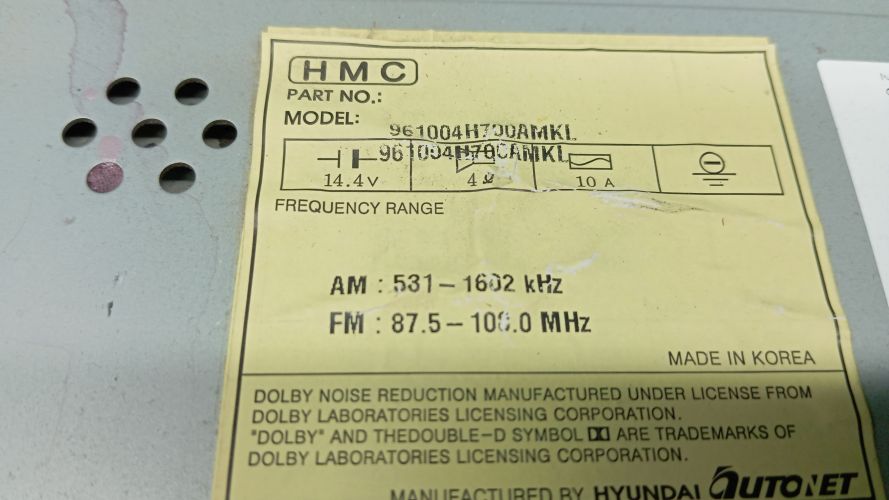 HMC
PART NO.:
MODEL:
961004H700AMKL
961004H700AMKL
14.4V 4Ω 10 A
FREQUENCY RANGE
AM : 531-1602 kHz
FM : 87.5-108.0 MHz
MADE IN KOREA
DOLBY NOISE REDUCTION MANUFACTURED UNDER LICENSE FROM
DOLBY LABORATORIES LICENSING CORPORATION.
"DOLBY" AND THEDOUBLE-D SYMBOL ARE TRADEMARKS OF
DOLBY LABORATORIES LICENSING CORPORATION.
MANUFACTURED BY HYUNDAI AUTONET